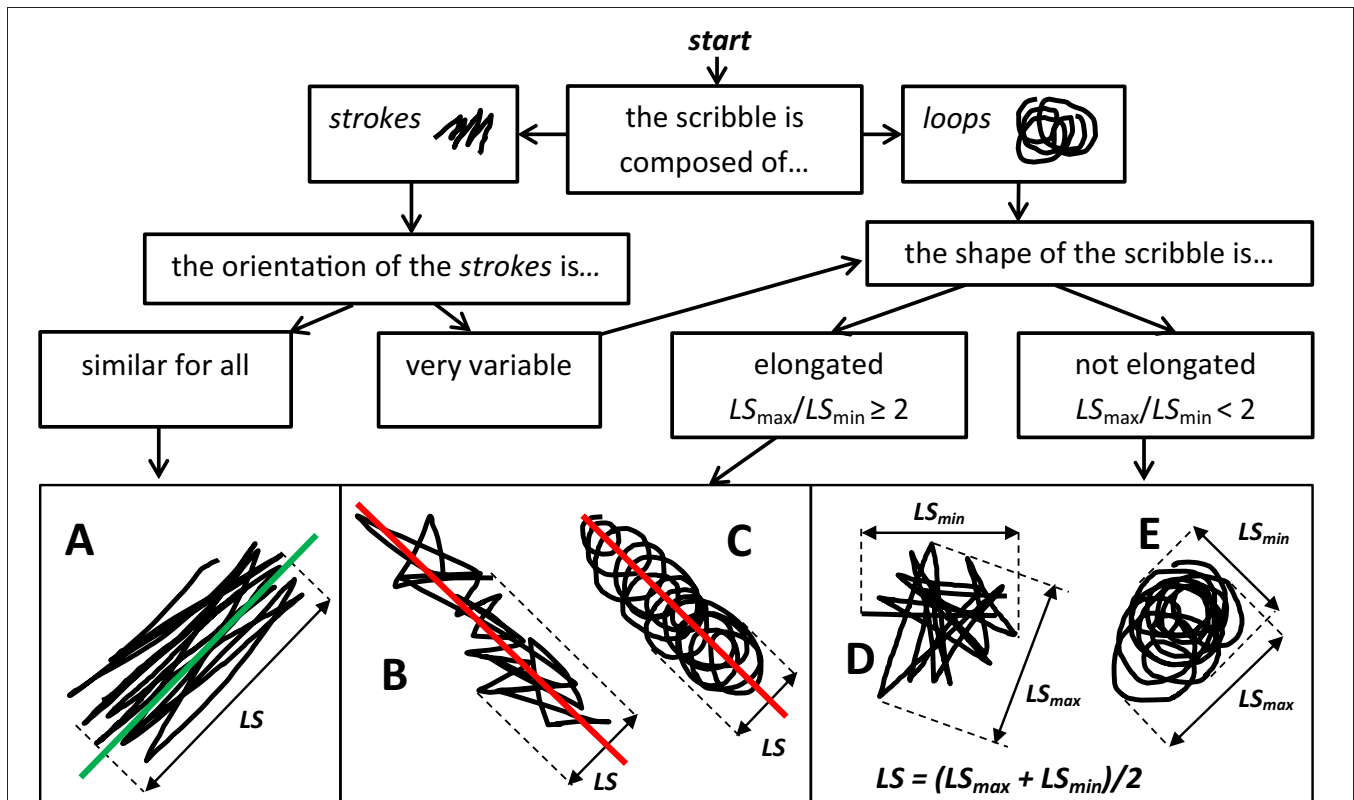 start
strokes
the scribble is
composed of...
loops
the orientation of the strokes is...
the shape of the scribble is...
similar for all
very variable
elongated
LSmax/LSmin ≥ 2
not elongated
LSmax/LSmin < 2
A
LS
B
LS
C
LS
D
LSmin
LSmax
E
LSmin
LSmax
LS = (LSmax + LSmin)/2